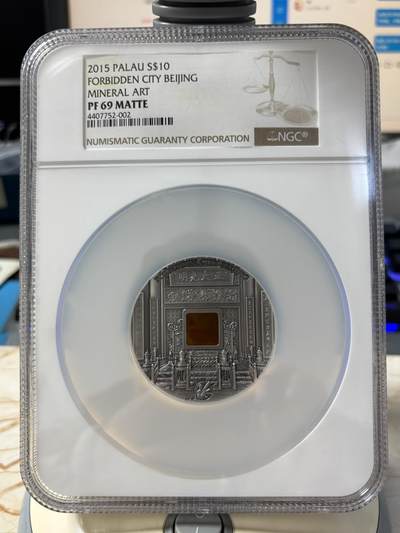 2015 PALAU S$10
FORBIDDEN CITY BEIJING
MINERAL ART
PF 69 MATTE
4407752-002
NUMISMATIC GUARANTY CORPORATION
NGC®